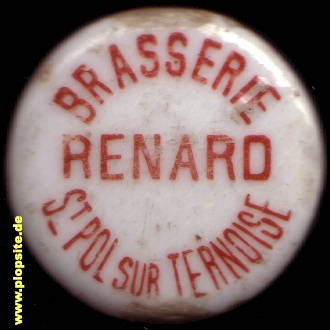 BRASSERIE
RENARD
ST POL SUR TERNOISE
www.plopsite.de